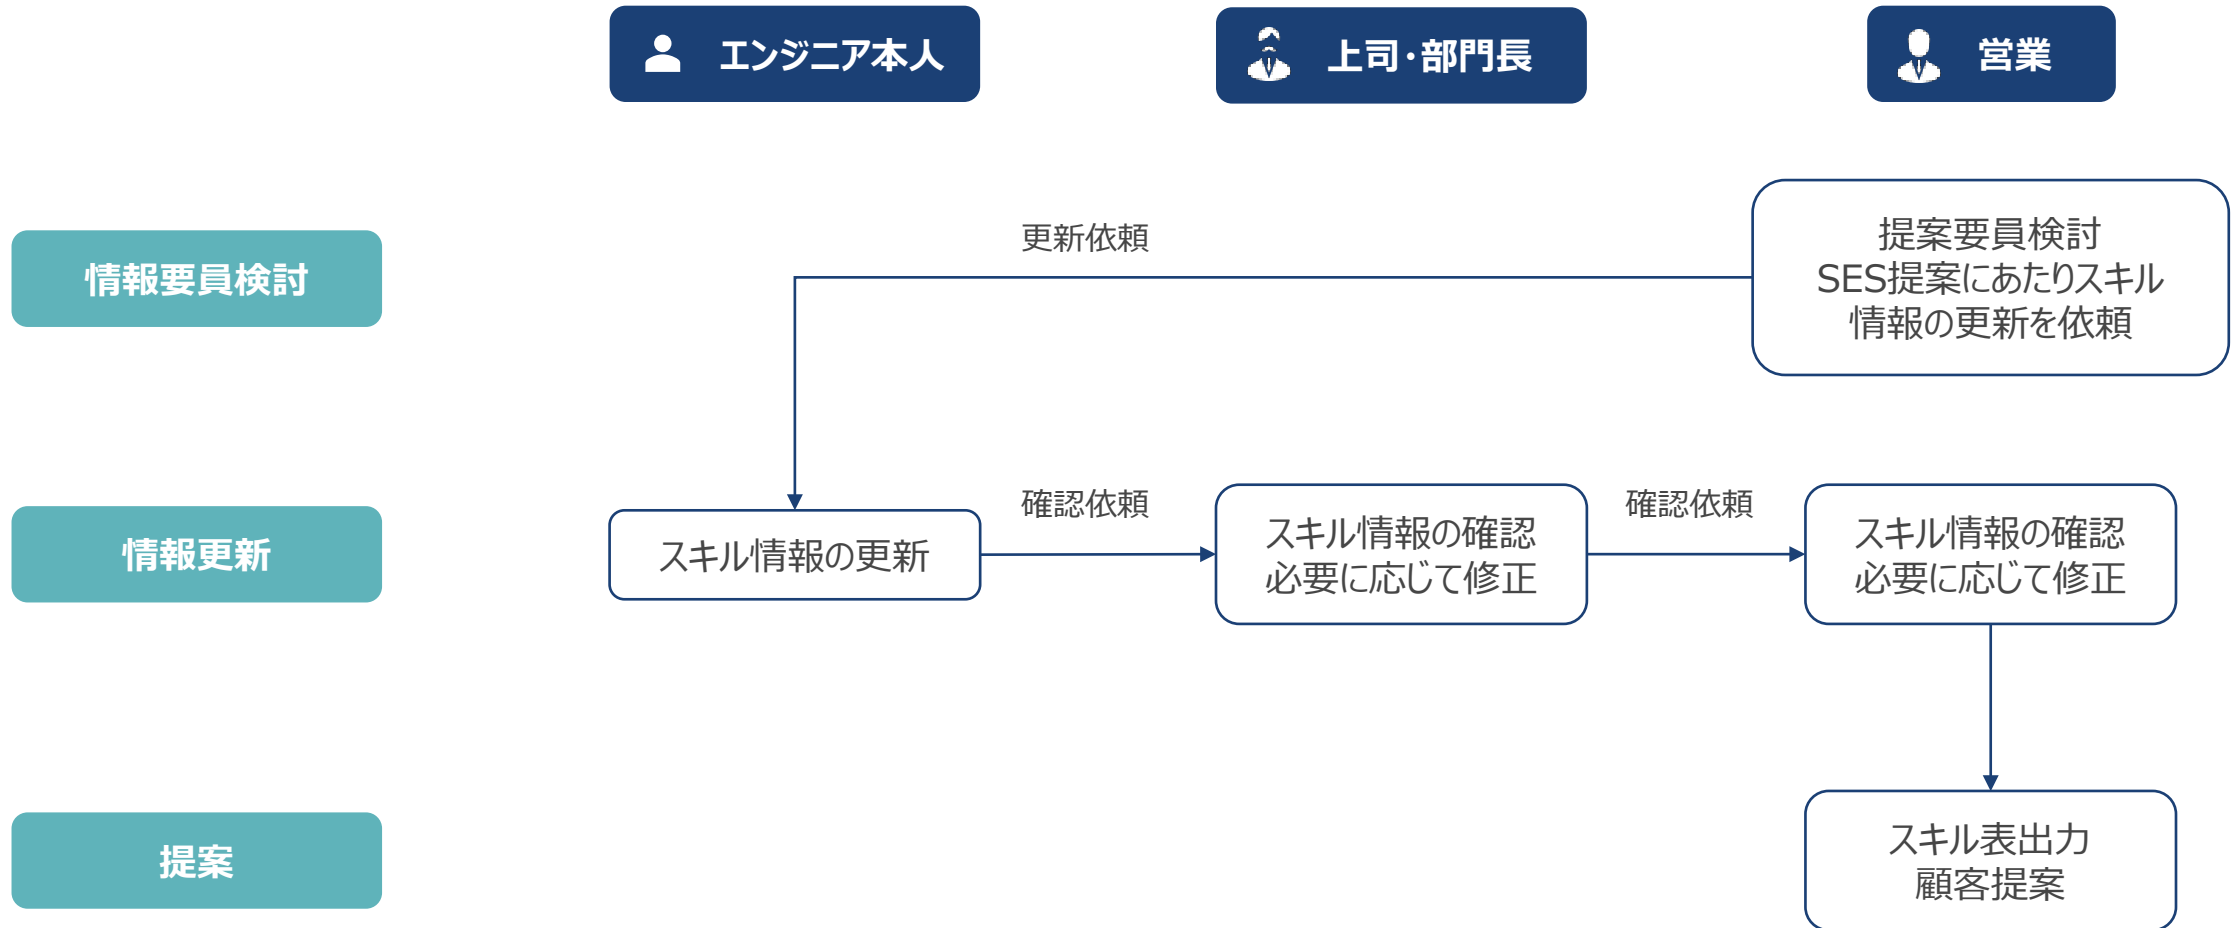 エンジニア本人
上司・部門長
営業
情報要員検討
更新依頼
提案要員検討
SES提案にあたりスキル
情報の更新を依頼
情報更新
スキル情報の更新
確認依頼
スキル情報の確認
必要に応じて修正
確認依頼
スキル情報の確認
必要に応じて修正
提案
スキル表出力
顧客提案